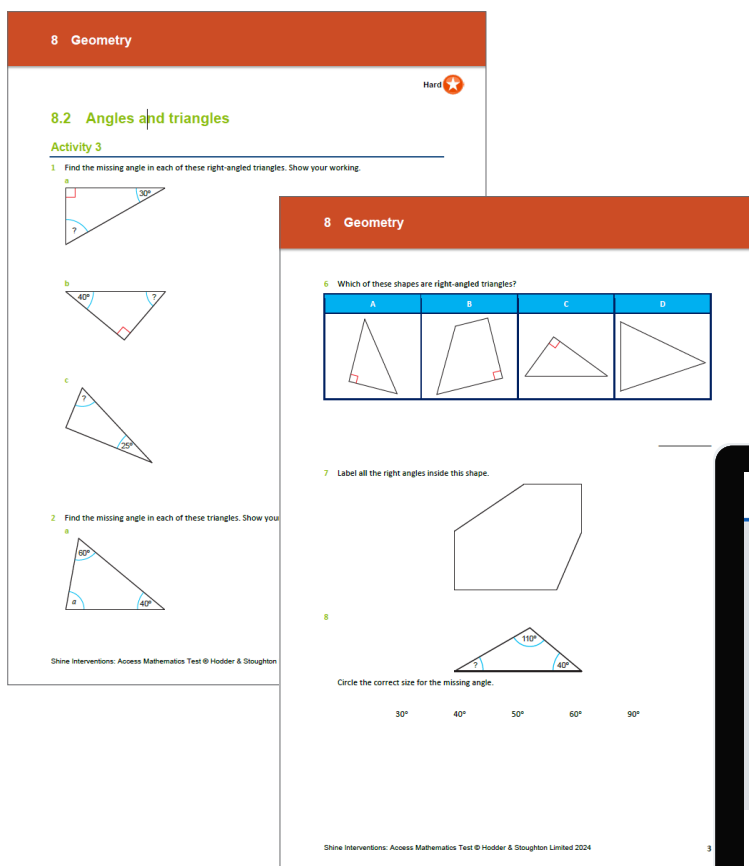 8 Geometry
Hard
8.2 Angles and triangles
Activity 3
1 Find the missing angle in each of these right-angled triangles. Show your working.
a
30°
?
b
40°
?
c
?
25°
2 Find the missing angle in each of these triangles. Show you
a
60°
a
40°
Shine Interventions: Access Mathematics Test © Hodder & Stoughton
8 Geometry
6 Which of these shapes are right-angled triangles?
A B C D
7 Label all the right angles inside this shape.
8
110°
?
40°
Circle the correct size for the missing angle.
30° 40° 50° 60° 90°
Shine Interventions: Access Mathematics Test © Hodder & Stoughton Limited 2024
3